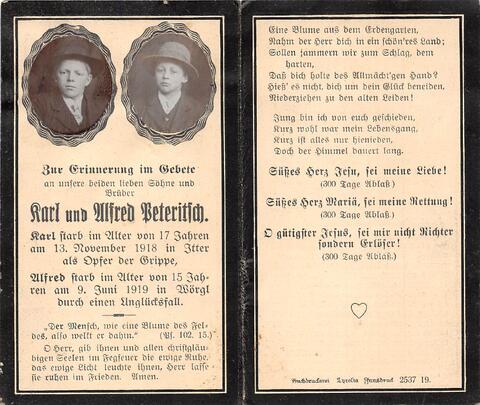 Zur Erinnerung im Gebete
an unsere beiden lieben Söhne und
Brüder
Karl und Alfred Peteritsch.
Karl starb im Alter von 17 Jahren
am 13. November 1918 in Itter
als Opfer der Grippe,
Alfred starb im Alter von 15 Jah-
ren am 9. Juni 1919 in Wörgl
durch einen Unglücksfall.
„Der Mensch, wie eine Blume des Fel-
des, also welkt er dahin.“ (Ps. 102. 15.)
O Herr, gib ihnen und allen christgläu-
bigen Seelen im Fegfeuer die ewige Ruhe.
das ewige Licht leuchte ihnen, Herr lasse
sie ruhen im Frieden. Amen.
Eine Blume aus dem Erdengarten,
Nahm der Herr dich in ein schön'res Land;
Sollen jammern wir zum Schlag, dem
harten,
Daß dich holte des Allmächt'gen Hand?
Hieß' es nicht, dich um dein Glück beneiden,
Niederziehen zu den alten Leiden!
Jung bin ich von euch geschieden,
Kurz wohl war mein Lebensgang,
Kurz ist alles nur hienieden,
Doch der Himmel dauert lang.
Süßes Herz Jesu, sei meine Liebe!
(300 Tage Ablaß.)
Süßes Herz Mariä, sei meine Rettung!
(300 Tage Ablaß.)
O gütigster Jesus, sei mir nicht Richter
sondern Erlöser!
(300 Tage Ablaß.)
Buchdruckerei Tyrolia Innsbruck 2537 19.